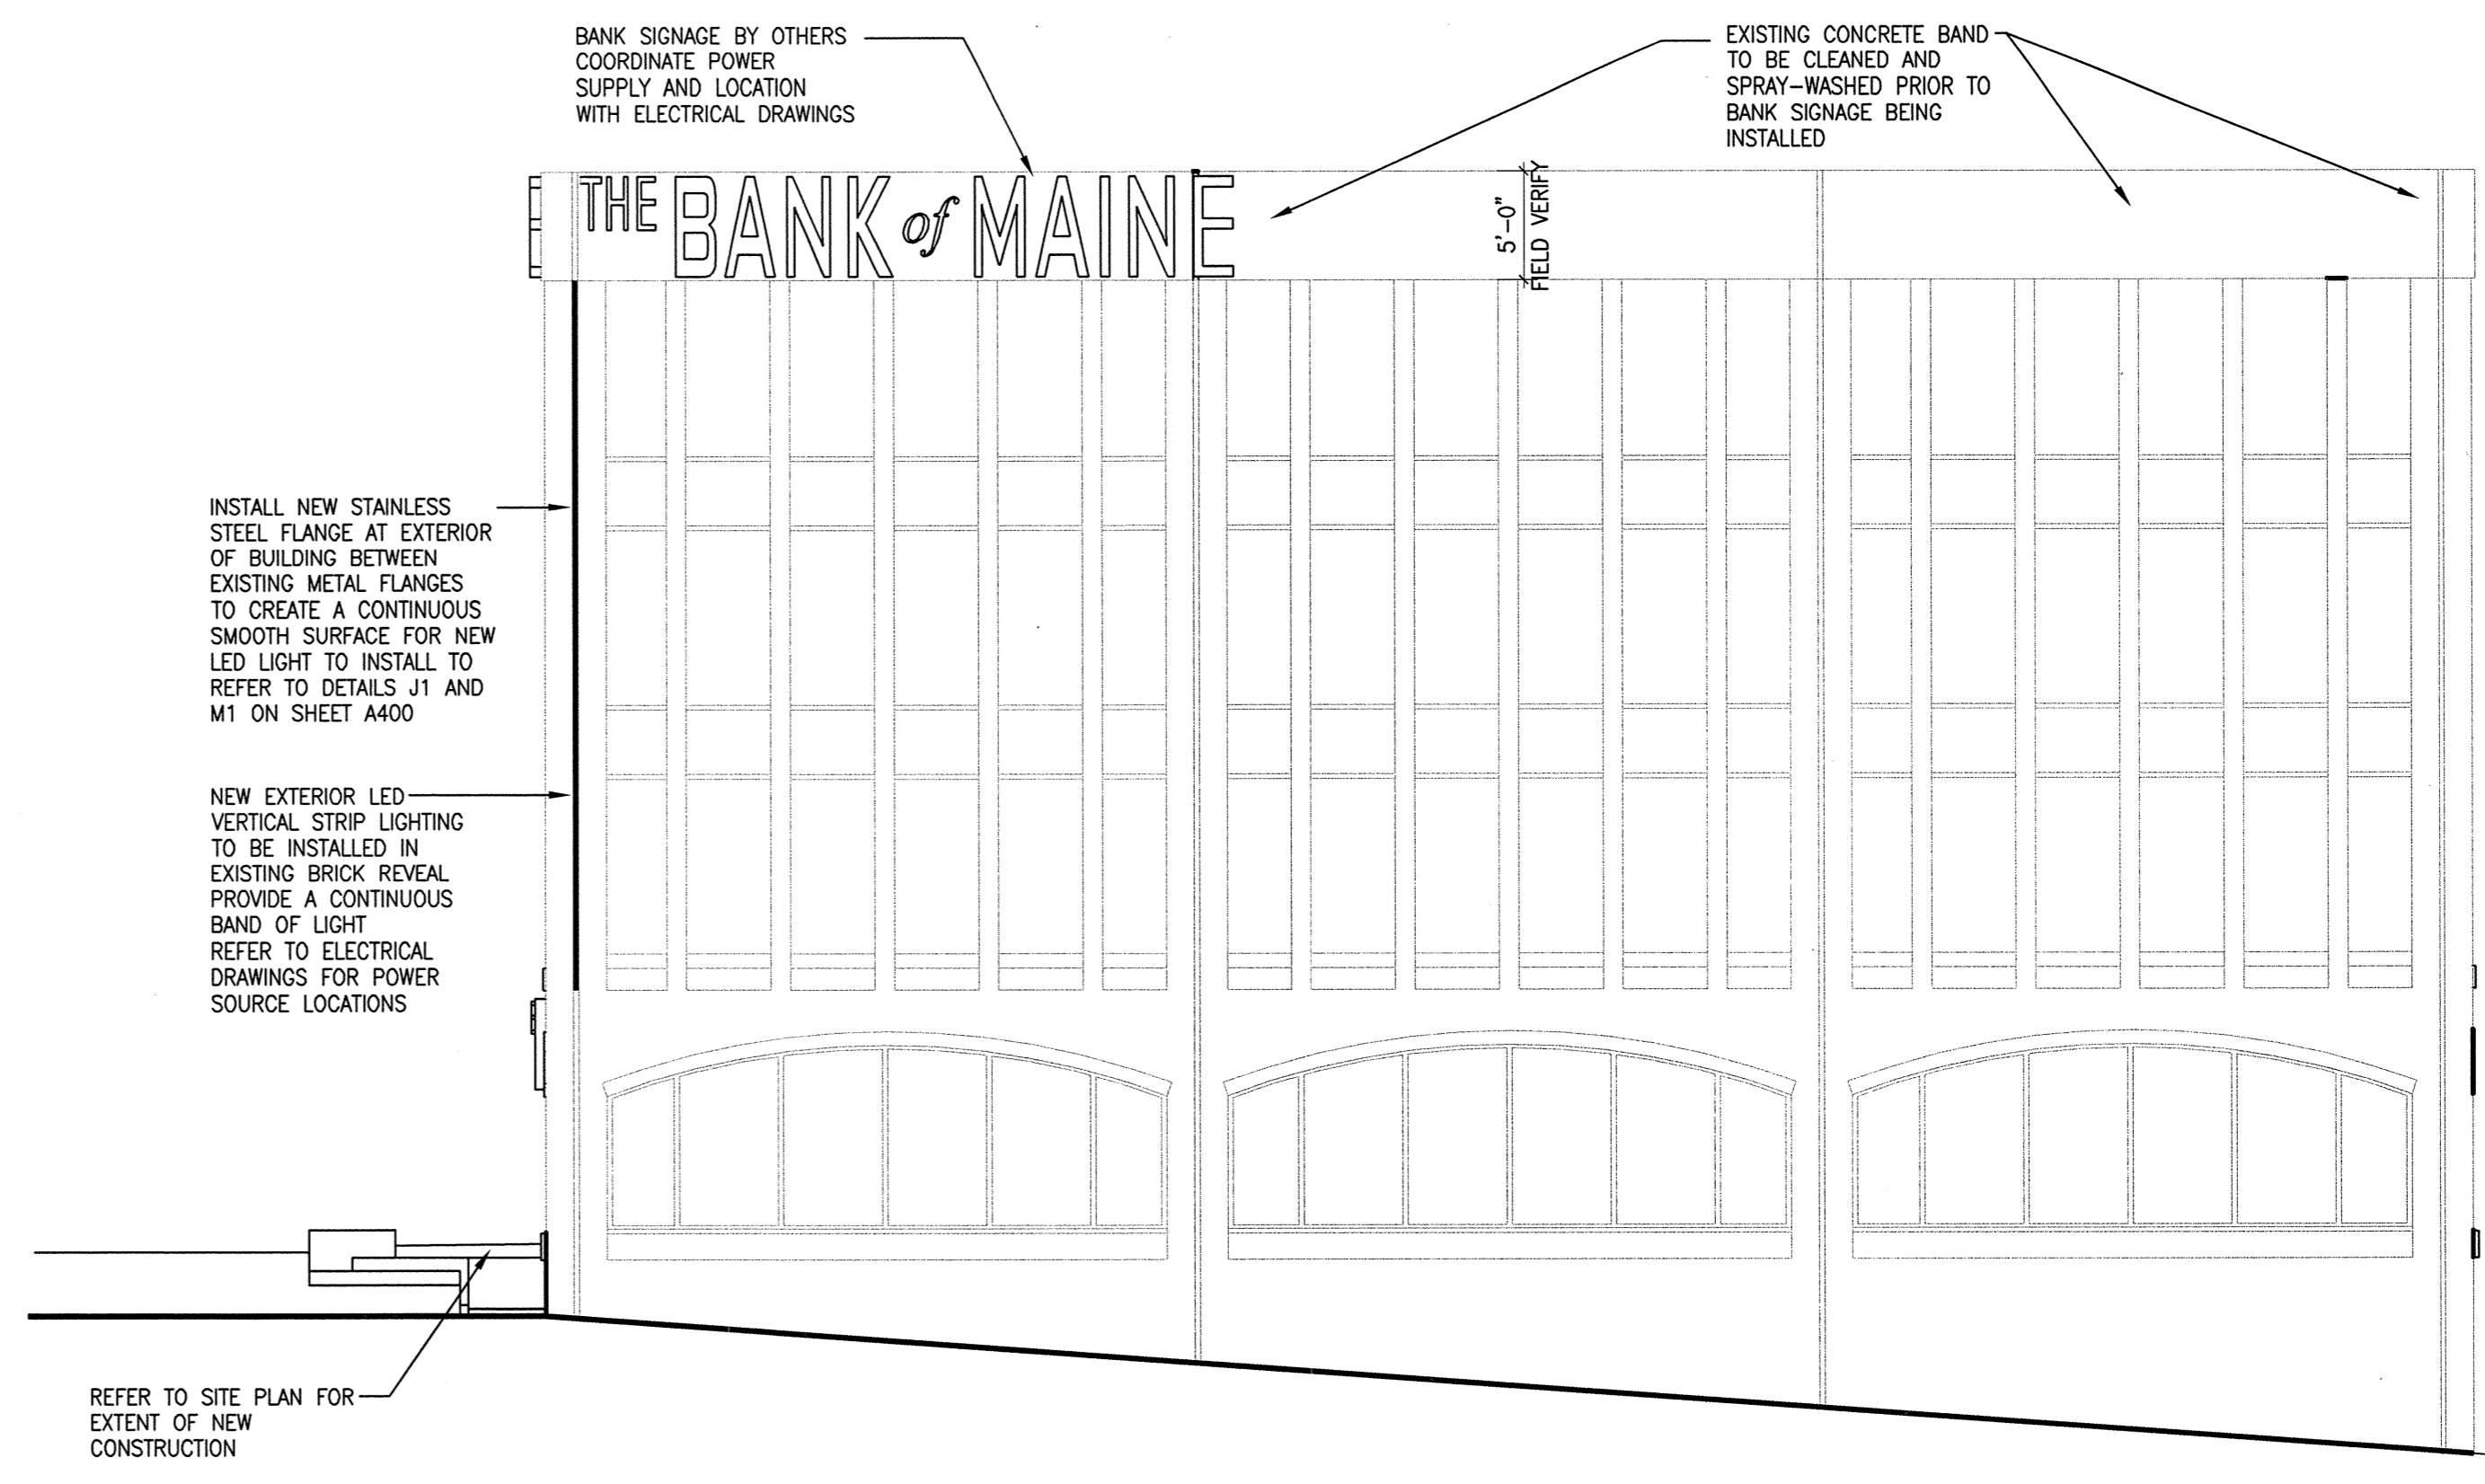 BANK SIGNAGE BY OTHERS
COORDINATE POWER
SUPPLY AND LOCATION
WITH ELECTRICAL DRAWINGS
EXISTING CONCRETE BAND
TO BE CLEANED AND
SPRAY-WASHED PRIOR TO
BANK SIGNAGE BEING
INSTALLED
THE BANK of MAINE
5'-0"
FIELD VERIFY
INSTALL NEW STAINLESS
STEEL FLANGE AT EXTERIOR
OF BUILDING BETWEEN
EXISTING METAL FLANGES
TO CREATE A CONTINUOUS
SMOOTH SURFACE FOR NEW
LED LIGHT TO INSTALL TO
REFER TO DETAILS J1 AND
M1 ON SHEET A400
NEW EXTERIOR LED
VERTICAL STRIP LIGHTING
TO BE INSTALLED IN
EXISTING BRICK REVEAL
PROVIDE A CONTINUOUS
BAND OF LIGHT
REFER TO ELECTRICAL
DRAWINGS FOR POWER
SOURCE LOCATIONS
REFER TO SITE PLAN FOR
EXTENT OF NEW
CONSTRUCTION